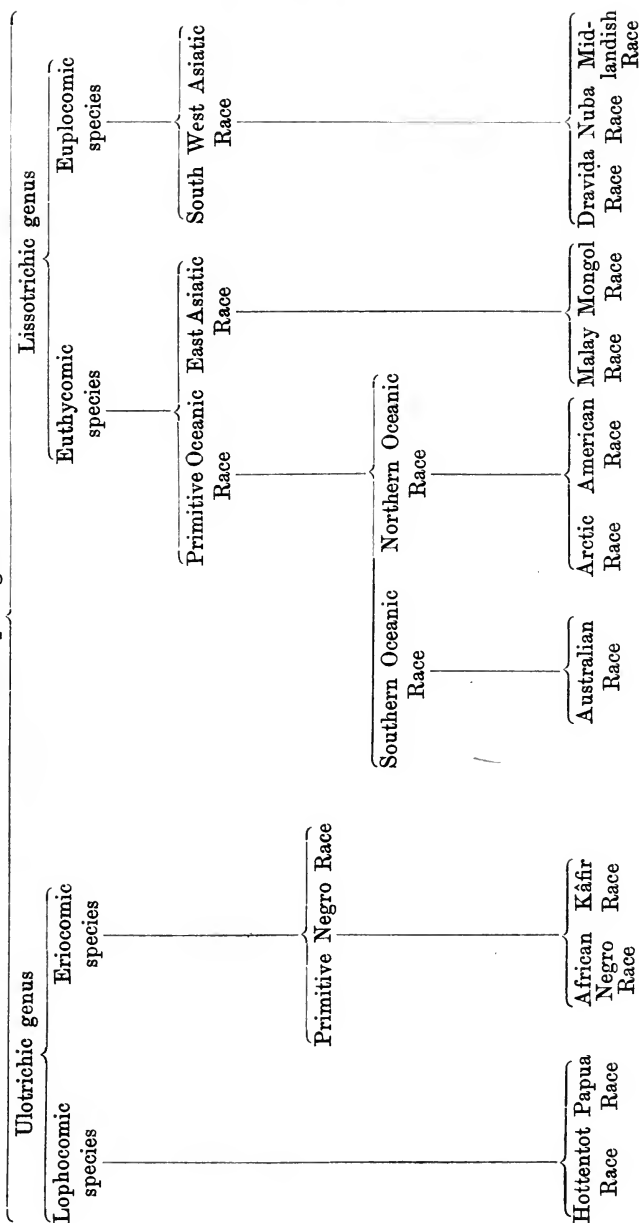 Ulotrichic genus
Lissotrichic genus
Lophocomic
species
Eriocomic
species
Euthycomic
species
Euplocomic
species
Primitive Oceanic
Race
East Asiatic
Race
South West Asiatic
Race
Primitive Negro Race
Southern Oceanic
Race
Northern Oceanic
Race
Hottentot Papua
Race Race
African Kâfir
Negro Race
Race
Australian
Race
Arctic American
Race Race
Malay Mongol
Race Race
Dravida Nuba Mid-
Race Race landish
Race